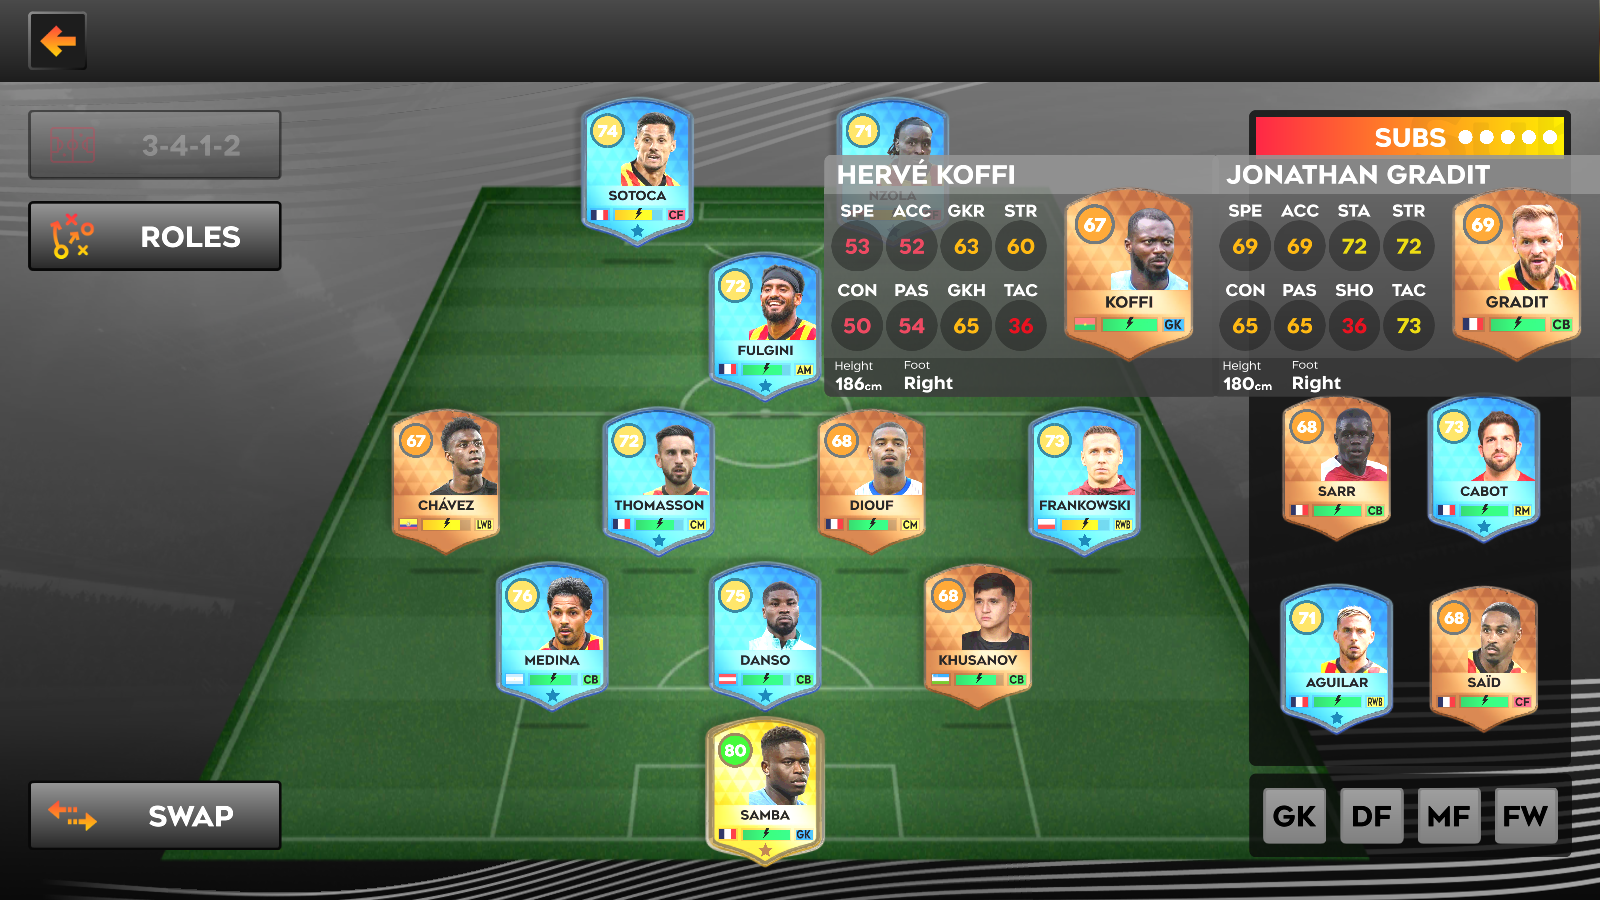 3-4-1-2
ROLES
SWAP
74
SOTOCA
CF
71
NZOLA
72
FULGINI
AM
67
CHÁVEZ
LWB
72
THOMASSON
CM
68
DIOUF
CM
73
FRANKOWSKI
RWB
76
MEDINA
CB
75
DANSO
CB
68
KHUSANOV
CB
80
SAMBA
GK
SUBS
HERVÉ KOFFI
SPE ACC GKR STR
53 52 63 60
CON PAS GKH TAC
50 54 65 36
Height Foot
186cm Right
67
KOFFI
GK
JONATHAN GRADIT
SPE ACC STA STR
69 69 72 72
CON PAS SHO TAC
65 65 36 73
Height Foot
180cm Right
69
GRADIT
CB
68
SARR
CB
73
CABOT
RM
71
AGUILAR
RWB
68
SAÏD
CF
GK DF MF FW